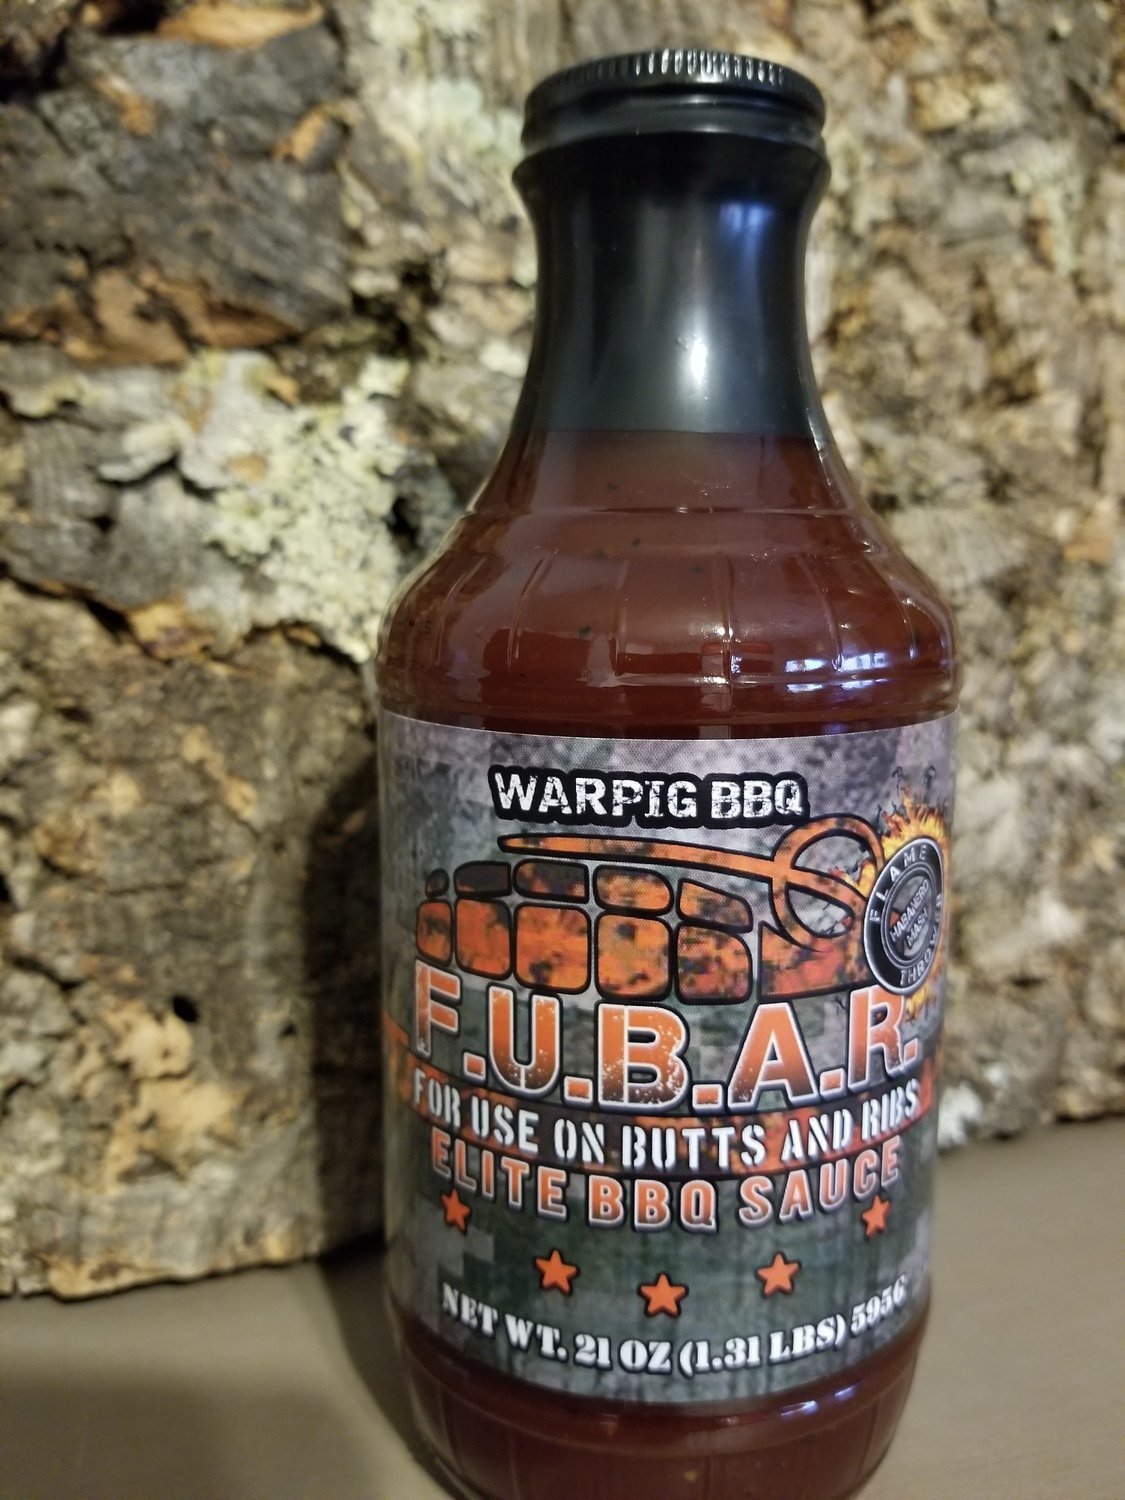 WARPIG BBQ
FLAME
HABANERO
MASH
THROWER
F.U.B.A.R.
FOR USE ON BUTTS AND RIBS
ELITE BBQ SAUCE
NET WT. 21 OZ (1.31 LBS) 595G